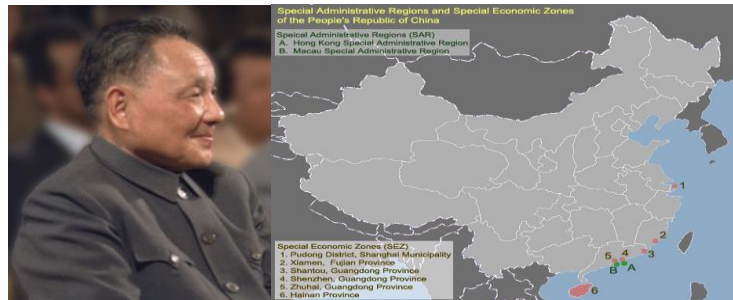 Special Administrative Regions and Special Economic Zones
of the People's Republic of China
Speical Administrative Regions (SAR)
A. Hong Kong Special Administrative Region
B. Macau Special Administrative Region
1
2
3
4
5
B
A
6
Special Economic Zones (SEZ)
1. Pudong District, Shanghai Municipality
2. Xiamen, Fujian Province
3. Shantou, Guangdong Province
4. Shenzhen, Guangdong Province
5. Zhuhai, Guangdong Province
6. Hainan Province